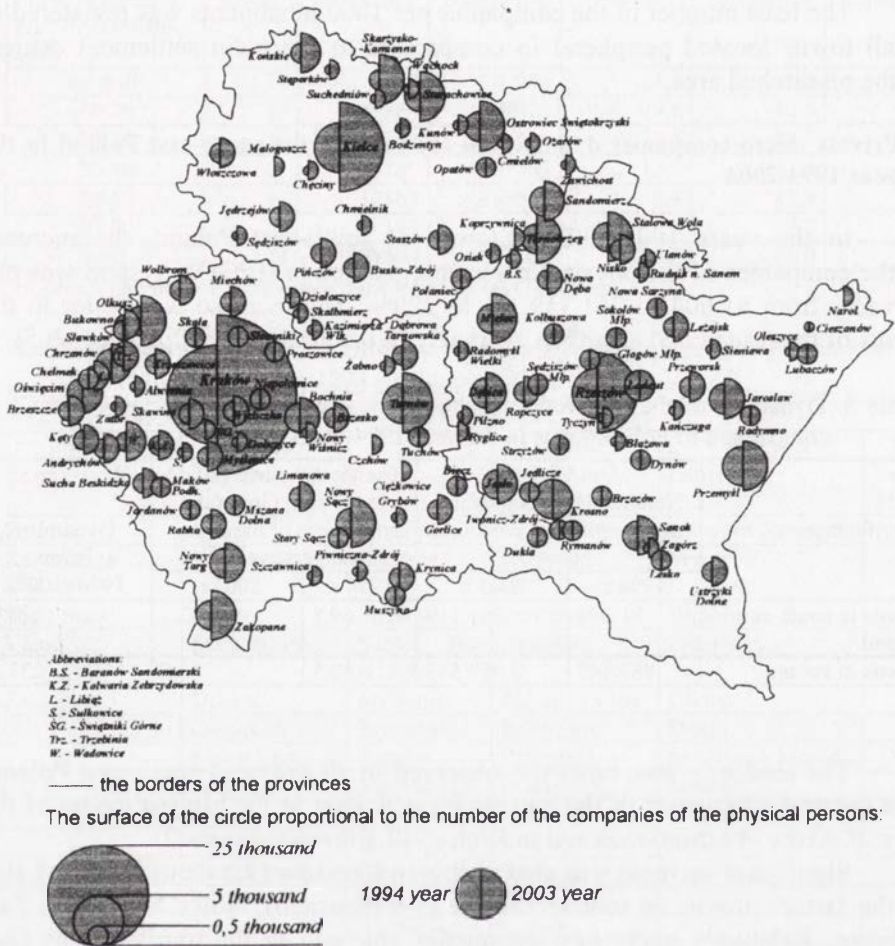 Końskie
Skarżysko-
Kamienna
Wąchock
Stąporków
Suchedniów
Starachowice
Ostrowiec Świętokrzyski
Kunów
Bodzentyn
Ożarów
Ćmielów
Opatów
Zawichost
Sandomierz
Małogoszcz
Kielce
Włoszczowa
Chęciny
Jędrzejów
Chmielnik
Sędziszów
Staszów
Koprzywnica
Osiek
B.S.
Stalowa Wola
Ulanów
Nisko
Rudnik n. Sanem
Pińczów
Busko-Zdrój
Połaniec
Nowa
Dęba
Nowa Sarzyna
Wolbrom
Miechów
Działoszyce
Skalbmierz
Kazimierza
Wlk.
Dąbrowa
Tarnowska
Mielec
Kolbuszowa
Sokołów
Młp.
Leżajsk
Narol
Cieszanów
Oleszyce
Lubaczów
Sieniawa
Olkusz
Bukowno
Sławków
Skała
Słomniki
Proszowice
Chrzanów
Chełmek
Oświęcim
Brzeszcze
Kęty
Andrychów
Zator
Alwernia
Krzeszowice
Kraków
Niepołomice
Skawina
Wieliczka
Dobczyce
Myślenice
Bochnia
Brzesko
Nowy
Wiśnicz
Czchów
Żabno
Tarnów
Tuchów
Radomyśl
Wielki
Dębica
Pilzno
Ryglice
Sędziszów
Młp.
Ropczyce
Głogów Młp.
Rzeszów
Łańcut
Tyczyn
Przeworsk
Kańczuga
Jarosław
Radymno
Przemyśl
Błażowa
Dynów
Strzyżów
Sucha Beskidzka
Maków
Podh.
Jordanów
Rabka
Mszana
Dolna
Limanowa
Nowy
Sącz
Ciężkowice
Grybów
Biecz
Gorlice
Jasło
Jedlicze
Krosno
Iwonicz-Zdrój
Rymanów
Dukla
Brzozów
Sanok
Zagórz
Lesko
Ustrzyki
Dolne
Stary Sącz
Piwniczna-Zdrój
Szczawnica
Krynica
Muszyna
Nowy
Targ
Zakopane
Abbreviations:
B.S. - Baranów Sandomierski
K.Z. - Kalwaria Zebrzydowska
L. - Libiąż
S. - Sułkowice
ŚG. - Świątniki Górne
Trz. - Trzebinia
W. - Wadowice
the borders of the provinces
The surface of the circle proportional to the number of the companies of the physical persons:
25 thousand
5 thousand
0,5 thousand
1994 year
2003 year